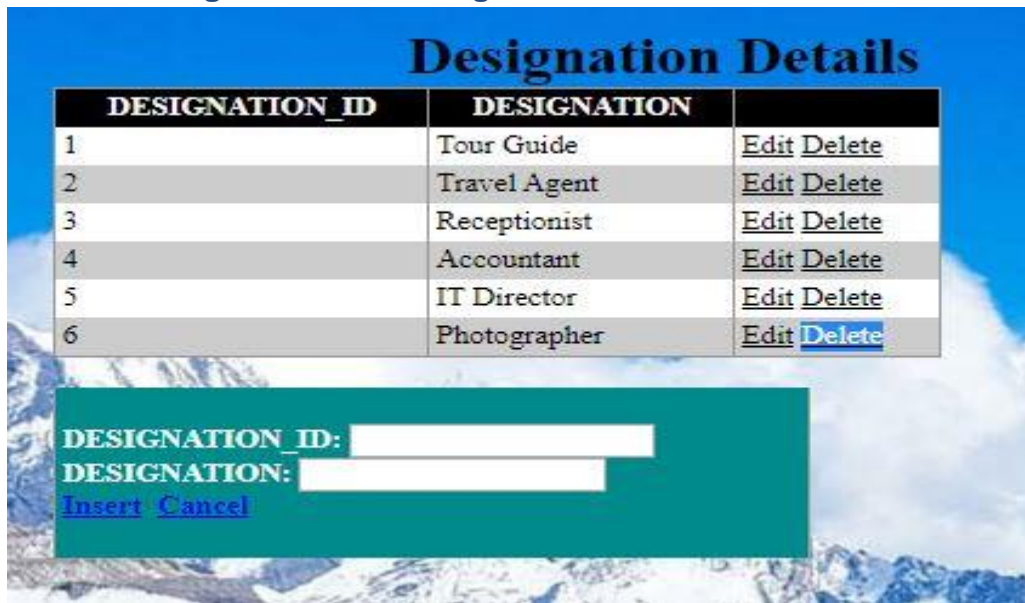 Designation Details
DESIGNATION_ID DESIGNATION
1 Tour Guide Edit Delete
2 Travel Agent Edit Delete
3 Receptionist Edit Delete
4 Accountant Edit Delete
5 IT Director Edit Delete
6 Photographer Edit Delete
DESIGNATION_ID:
DESIGNATION:
Insert Cancel